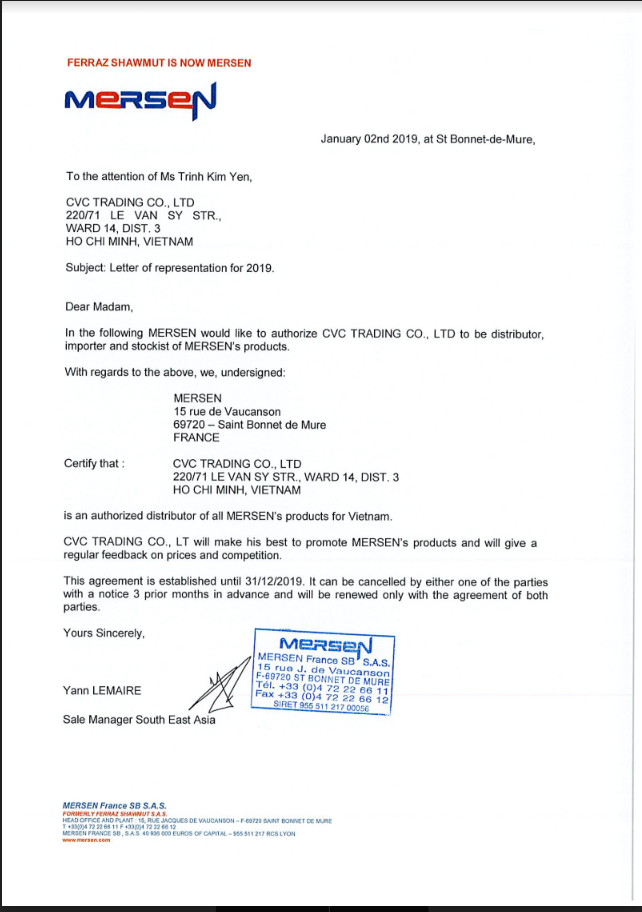 FERRAZ SHAWMUT IS NOW MERSEN
MERSEN
January 02nd 2019, at St Bonnet-de-Mure,
To the attention of Ms Trinh Kim Yen,
CVC TRADING CO., LTD
220/71 LE VAN SY STR.,
WARD 14, DIST. 3
HO CHI MINH, VIETNAM
Subject: Letter of representation for 2019.
Dear Madam,
In the following MERSEN would like to authorize CVC TRADING CO., LTD to be distributor,
importer and stockist of MERSEN's products.
With regards to the above, we, undersigned:
MERSEN
15 rue de Vaucanson
69720 – Saint Bonnet de Mure
FRANCE
Certify that : CVC TRADING CO., LTD
220/71 LE VAN SY STR., WARD 14, DIST. 3
HO CHI MINH, VIETNAM
is an authorized distributor of all MERSEN's products for Vietnam.
CVC TRADING CO., LT will make his best to promote MERSEN's products and will give a
regular feedback on prices and competition.
This agreement is established until 31/12/2019. It can be cancelled by either one of the parties
with a notice 3 prior months in advance and will be renewed only with the agreement of both
parties.
Yours Sincerely,
MERSEN
MERSEN France SB S.A.S.
15 rue J. de Vaucanson
F-69720 ST BONNET DE MURE
Tél. +33 (0)4 72 22 66 11
Fax +33 (0)4 72 22 66 12
SIRET 955 511 217 00056
Yann LEMAIRE
Sale Manager South East Asia
MERSEN France SB S.A.S.
FORMERLY FERRAZ SHAWMUT S.A.S.
HEAD OFFICE AND PLANT : 15, RUE JACQUES DE VAUCANSON – F-69720 SAINT BONNET DE MURE
T +33(0)4 72 22 66 11 F +33(0)4 72 22 66 12
MERSEN FRANCE SB , S.A.S. 40 836 000 EUROS OF CAPITAL – 955 511 217 RCS LYON
www.mersen.com